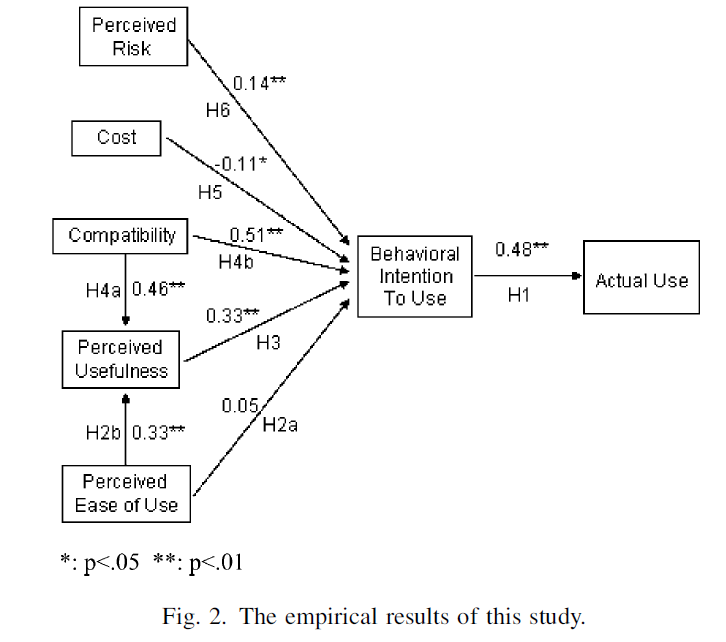 Perceived
Risk
0.14**
H6
Cost
-0.11*
H5
Compatibility
0.51**
H4b
H4a
0.46**
Behavioral
Intention
To Use
0.48**
H1
Actual Use
0.33**
H3
Perceived
Usefulness
0.05
H2a
H2b
0.33**
Perceived
Ease of Use
*: p<.05 **: p<.01
Fig. 2. The empirical results of this study.